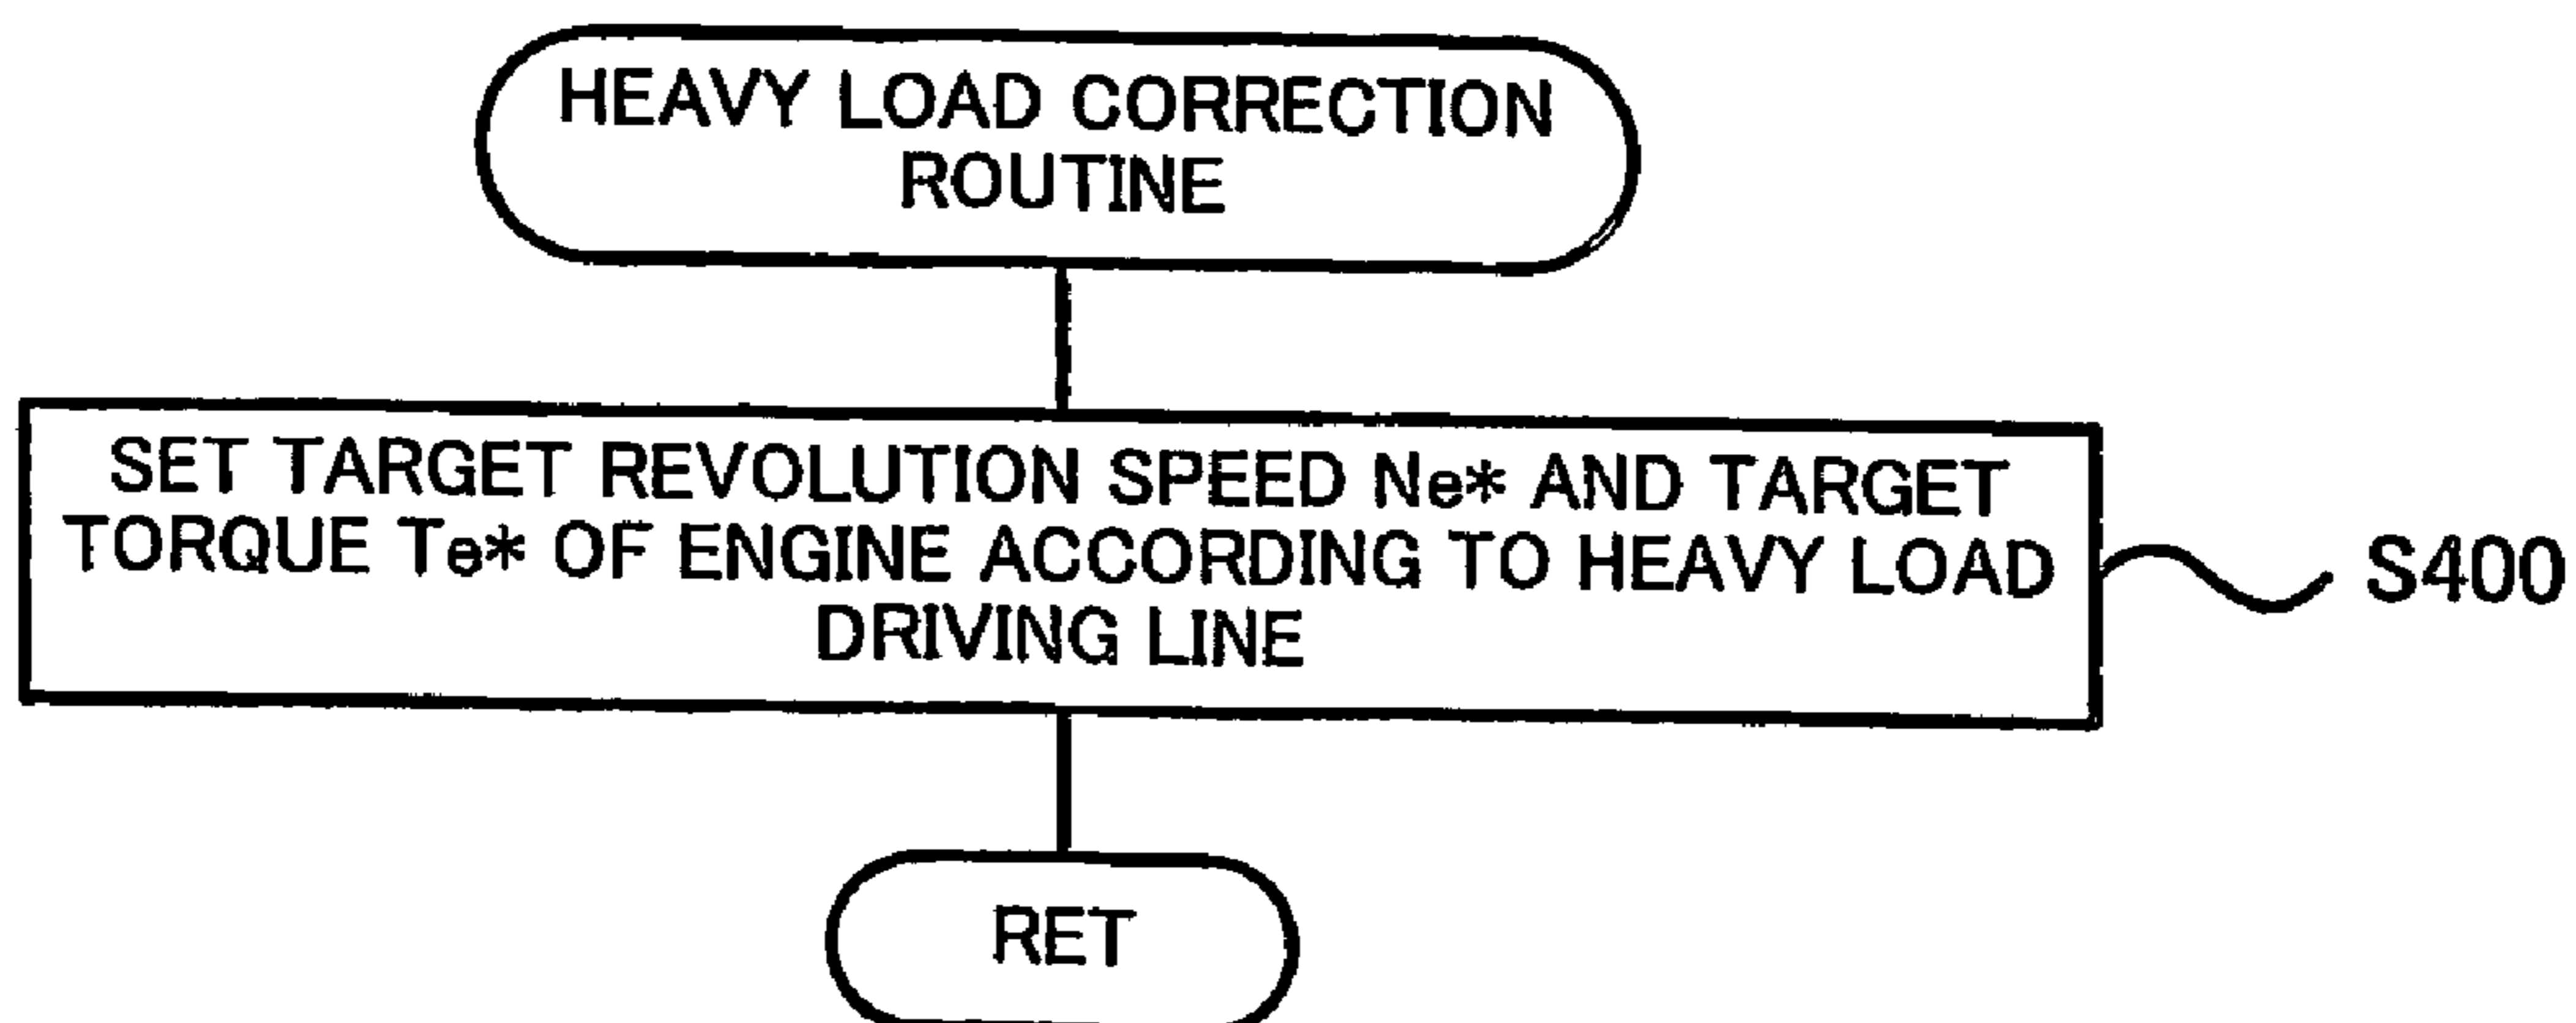 HEAVY LOAD CORRECTION
ROUTINE
SET TARGET REVOLUTION SPEED Ne* AND TARGET
TORQUE Te* OF ENGINE ACCORDING TO HEAVY LOAD
DRIVING LINE
S400
RET